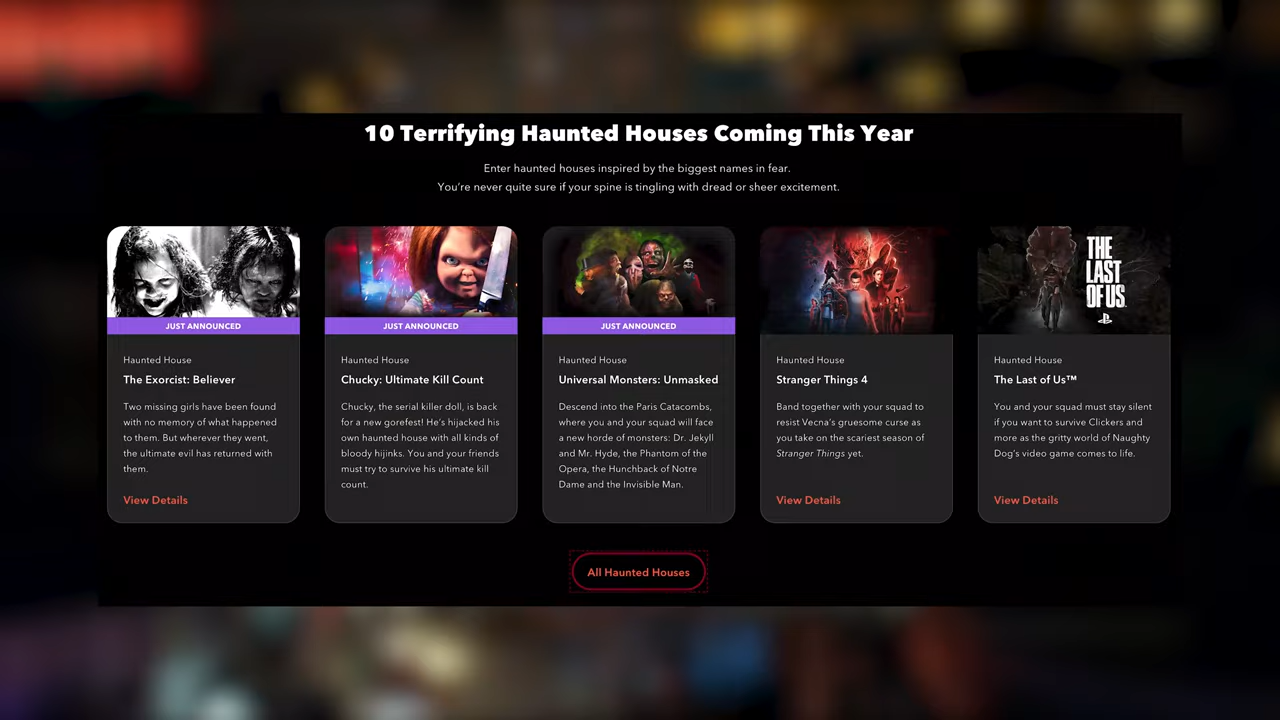 10 Terrifying Haunted Houses Coming This Year
Enter haunted houses inspired by the biggest names in fear.
You’re never quite sure if your spine is tingling with dread or sheer excitement.
JUST ANNOUNCED
Haunted House
The Exorcist: Believer
Two missing girls have been found
with no memory of what happened
to them. But wherever they went,
the ultimate evil has returned with
them.
View Details
JUST ANNOUNCED
Haunted House
Chucky: Ultimate Kill Count
Chucky, the serial killer doll, is back
for a new gorefest! He’s hijacked his
own haunted house with all kinds of
bloody hijinks. You and your friends
must try to survive his ultimate kill
count.
JUST ANNOUNCED
Haunted House
Universal Monsters: Unmasked
Descend into the Paris Catacombs,
where you and your squad will face
a new horde of monsters: Dr. Jekyll
and Mr. Hyde, the Phantom of the
Opera, the Hunchback of Notre
Dame and the Invisible Man.
Haunted House
Stranger Things 4
Band together with your squad to
resist Vecna’s gruesome curse as
you take on the scariest season of
Stranger Things yet.
View Details
THE
LAST
OF US
Haunted House
The Last of Us™
You and your squad must stay silent
if you want to survive Clickers and
more as the gritty world of Naughty
Dog’s video game comes to life.
View Details
All Haunted Houses